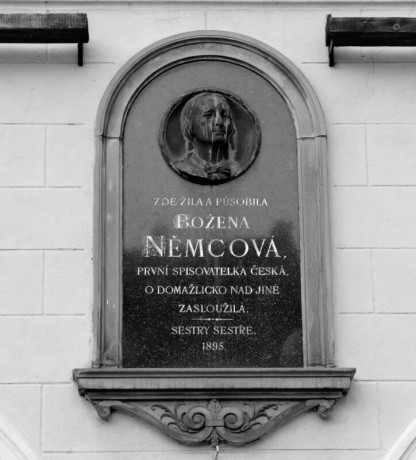 ZDE ŽILA A PŮSOBILA
BOŽENA
NĚMCOVÁ,
PRVNÍ SPISOVATELKA ČESKÁ,
O DOMAŽLICKO NAD JINÉ
ZASLOUŽILÁ.
SESTRY SESTŘE.
1895.